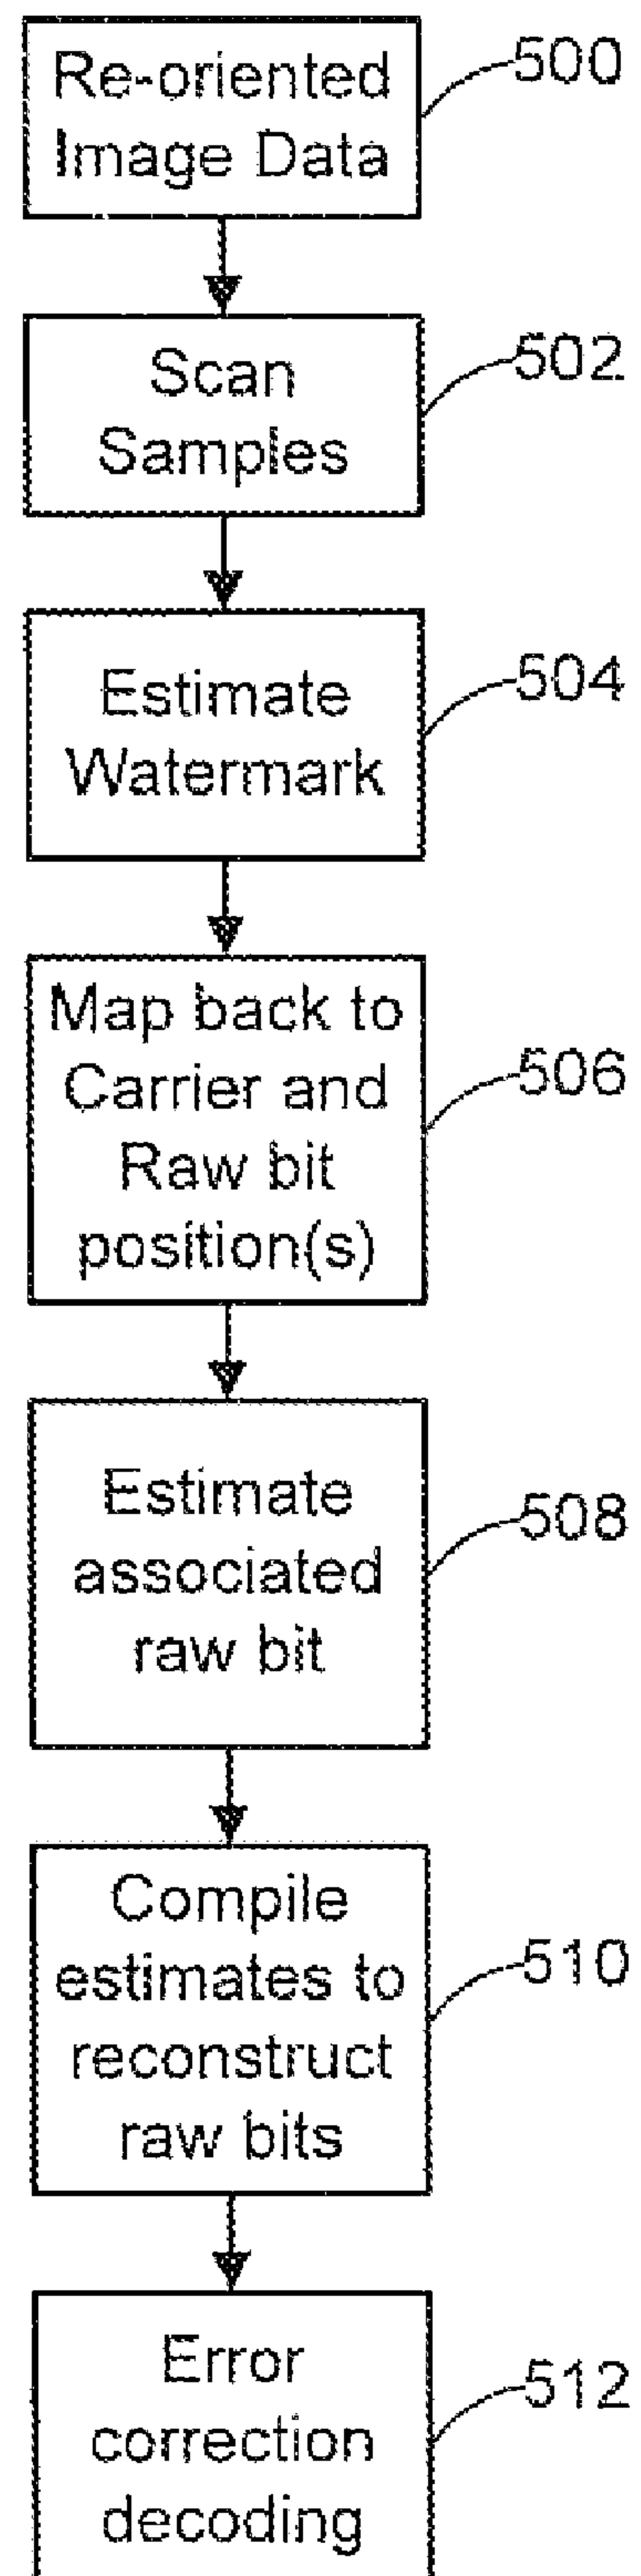 Re-oriented
Image Data
500
Scan
Samples
502
Estimate
Watermark
504
Map back to
Carrier and
Raw bit
position(s)
506
Estimate
associated
raw bit
508
Compile
estimates to
reconstruct
raw bits
510
Error
correction
decoding
512